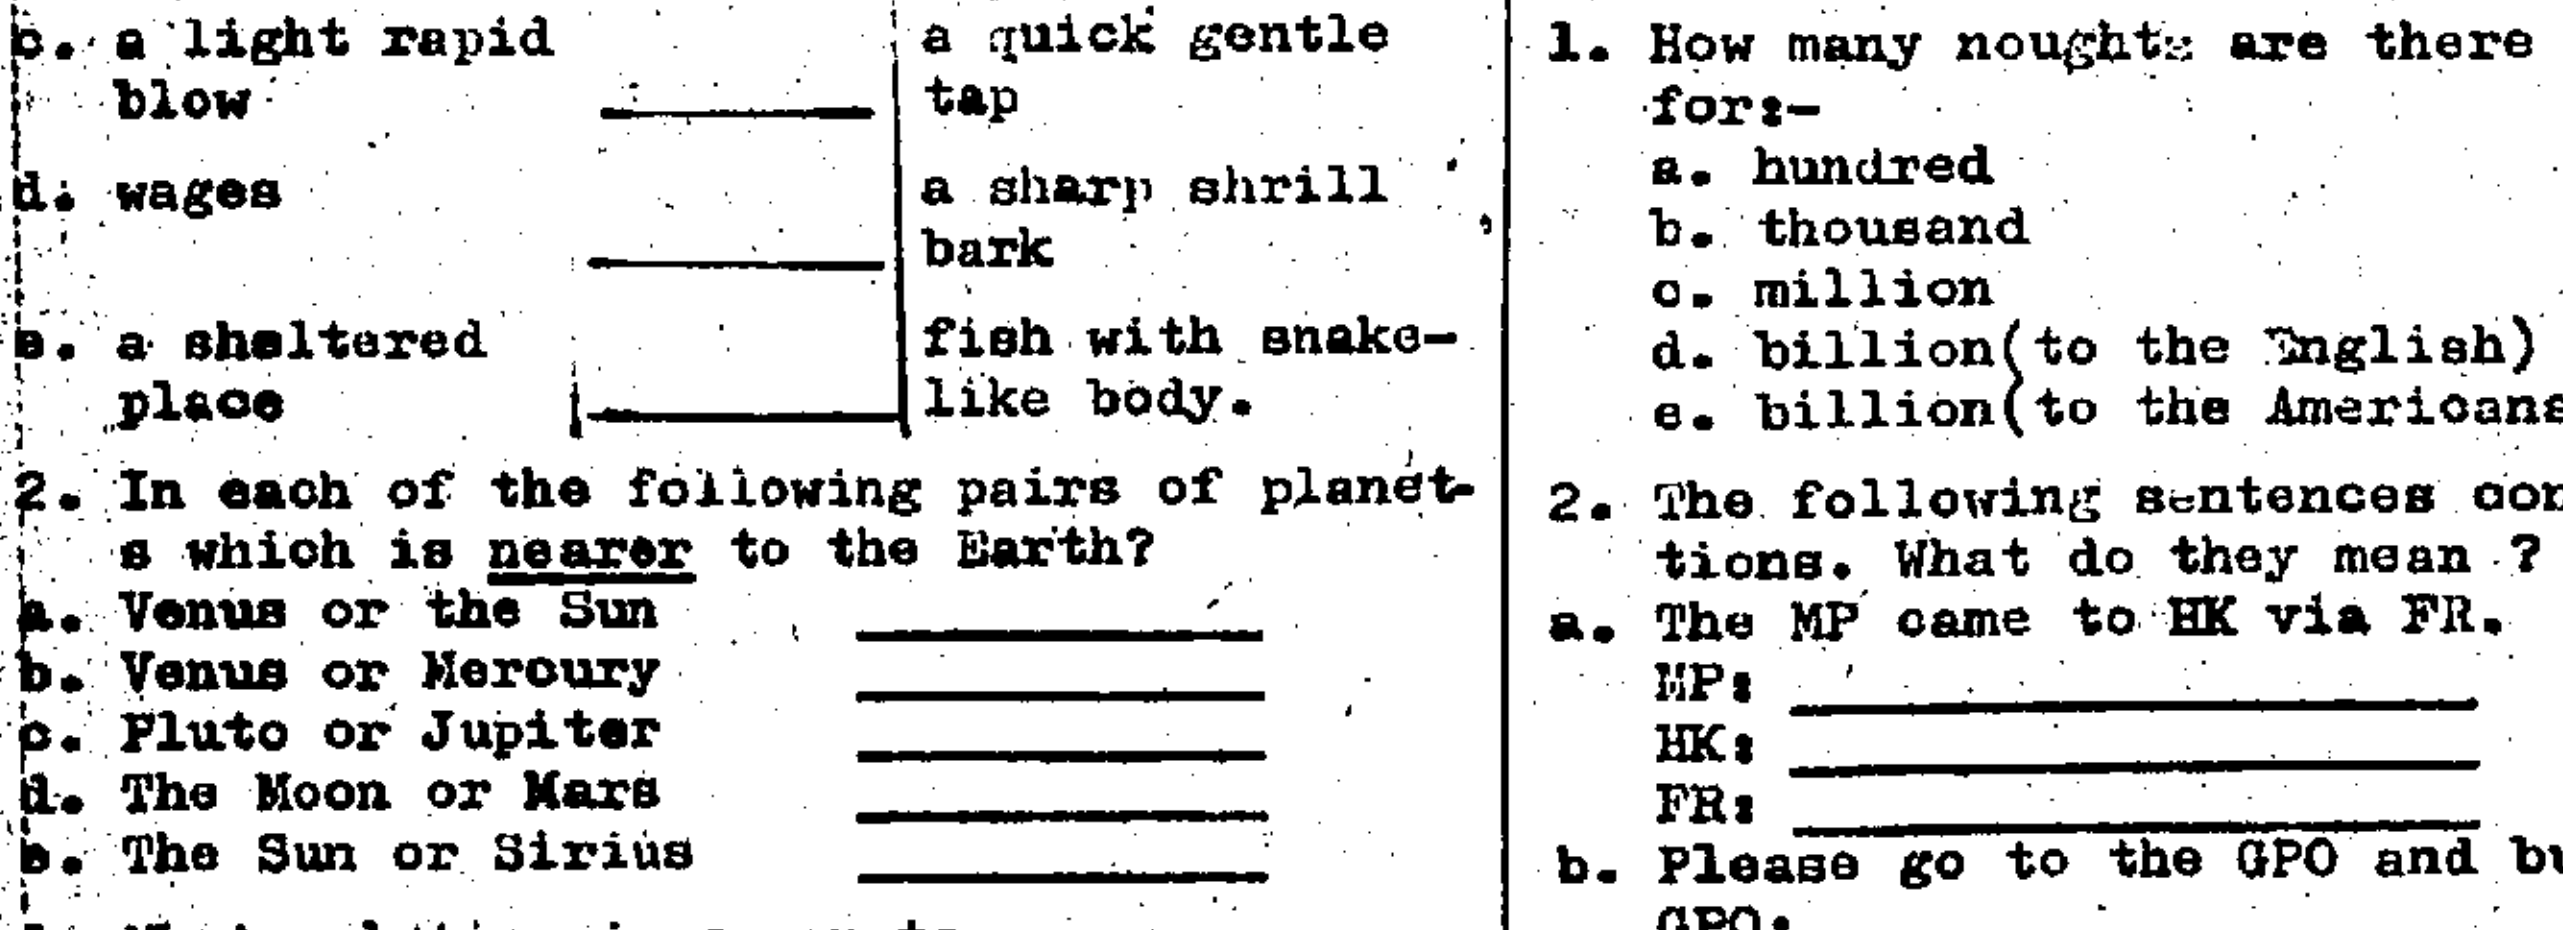 c. a light rapid
blow
d. wages
e. a sheltered
place
a quick gentle
tap
a sharp shrill
bark
fish with snake-
like body.
2. In each of the following pairs of planet-
s which is nearer to the Earth?
a. Venus or the Sun
b. Venus or Mercury
c. Pluto or Jupiter
d. The Moon or Mars
e. The Sun or Sirius
1. How many noughts are there
for:-
a. hundred
b. thousand
c. million
d. billion(to the English)
e. billion(to the Americans
2. The following sentences con
tions. What do they mean ?
a. The MP came to HK via FR.
MP:
HK:
FR:
b. Please go to the GPO and bu
GPO: